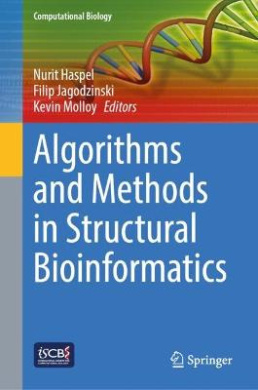 Computational Biology
Nurit Haspel
Filip Jagodzinski
Kevin Molloy Editors
Algorithms
and Methods
in Structural
Bioinformatics
ISCB
Springer